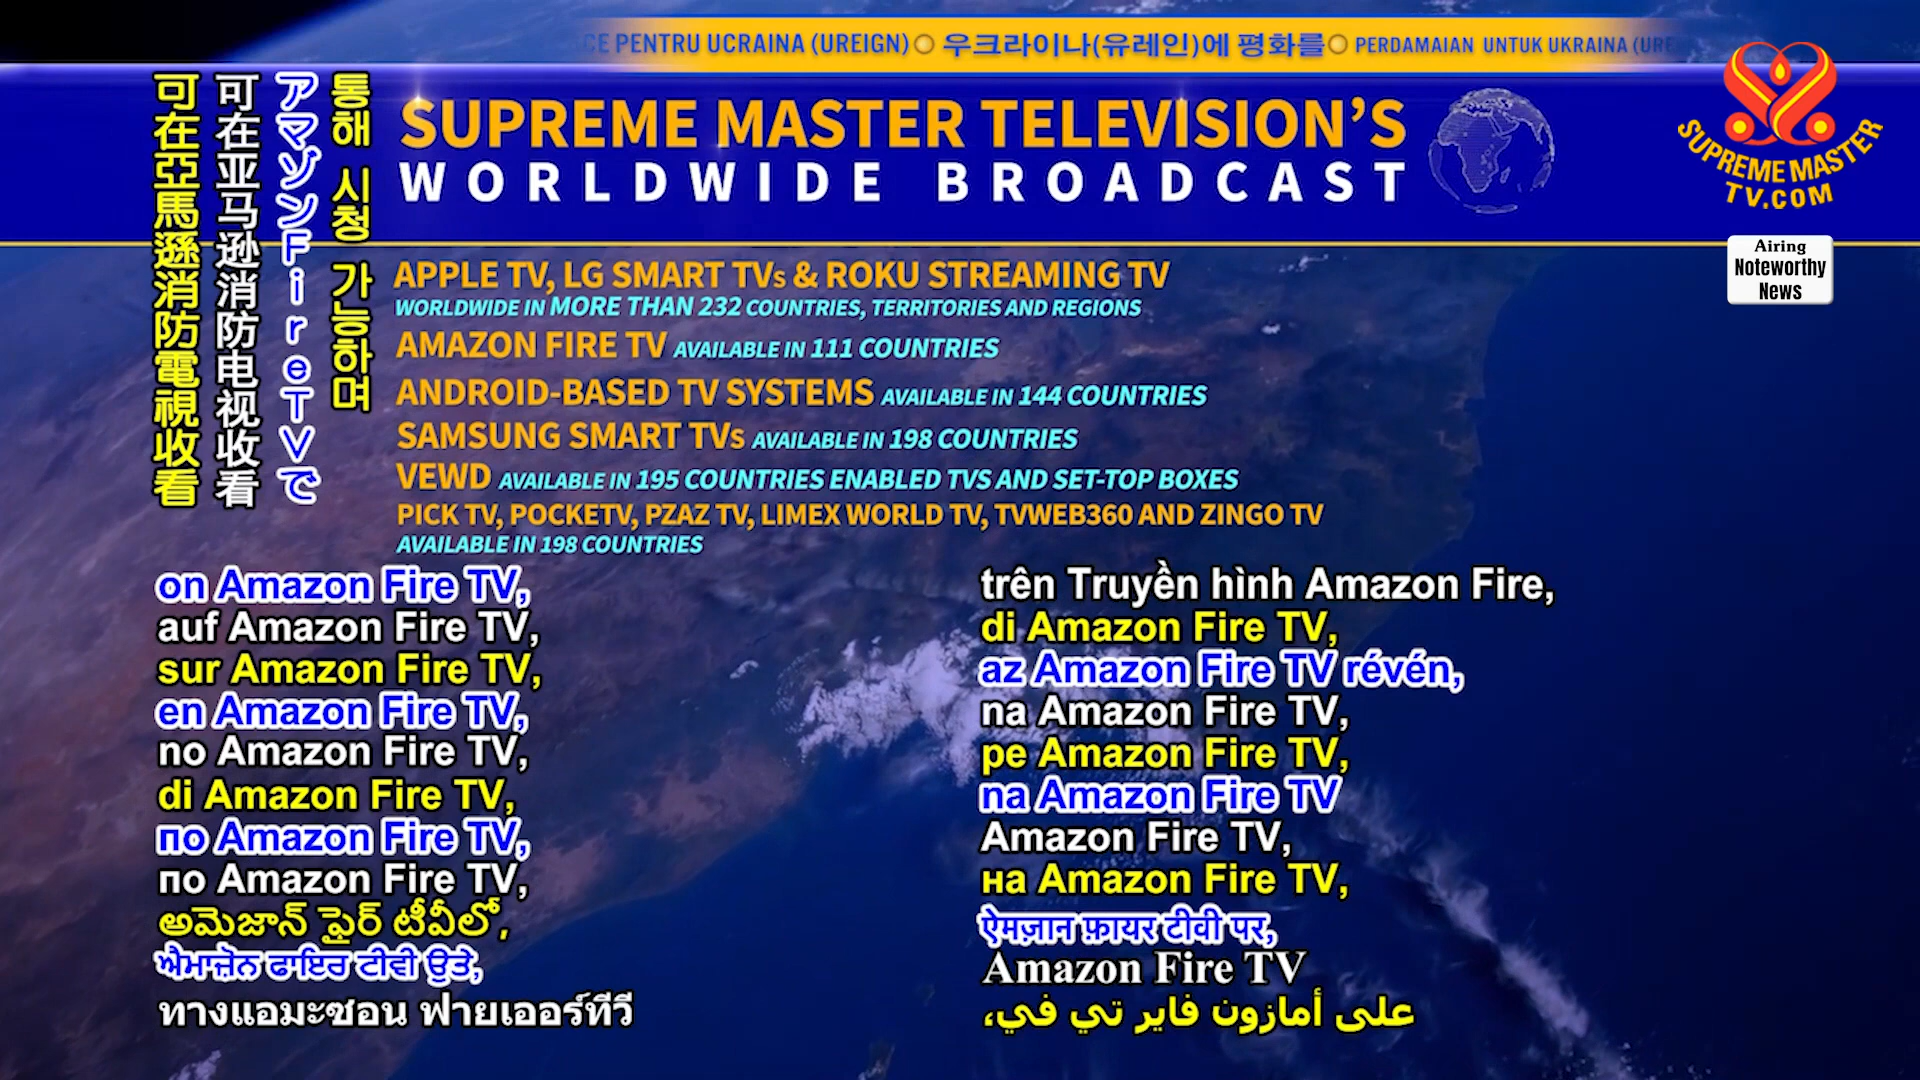 CE PENTRU UCRAINA (UREIGN) 우크라이나(유레인)에 평화를 PERDAMAIAN UNTUK UKRAINA (URE
SUPREME MASTER TV.COM
Airing
Noteworthy
News
可在亞馬遜消防電視收看
可在亚马逊消防电视收看
アマゾンFireTVで
통해 시청 가능하며
SUPREME MASTER TELEVISION’S
WORLDWIDE BROADCAST
APPLE TV, LG SMART TVs & ROKU STREAMING TV
WORLDWIDE IN MORE THAN 232 COUNTRIES, TERRITORIES AND REGIONS
AMAZON FIRE TV AVAILABLE IN 111 COUNTRIES
ANDROID-BASED TV SYSTEMS AVAILABLE IN 144 COUNTRIES
SAMSUNG SMART TVs AVAILABLE IN 198 COUNTRIES
VEWD AVAILABLE IN 195 COUNTRIES ENABLED TVS AND SET-TOP BOXES
PICK TV, POCKETV, PZAZ TV, LIMEX WORLD TV, TVWEB360 AND ZINGO TV
AVAILABLE IN 198 COUNTRIES
on Amazon Fire TV,
auf Amazon Fire TV,
sur Amazon Fire TV,
en Amazon Fire TV,
no Amazon Fire TV,
di Amazon Fire TV,
по Amazon Fire TV,
по Amazon Fire TV,
అమెజాన్ ఫైర్ టీవీలో,
ਐਮਾਜ਼ੋਨ ਫਾਇਰ ਟੀਵੀ ਉਤੇ,
ทางแอมะซอน ฟายเออร์ทีวี
trên Truyền hình Amazon Fire,
di Amazon Fire TV,
az Amazon Fire TV révén,
na Amazon Fire TV,
pe Amazon Fire TV,
na Amazon Fire TV
Amazon Fire TV,
на Amazon Fire TV,
ऐमज़ान फ़ायर टीवी पर,
Amazon Fire TV
على أمازون فاير تي في،